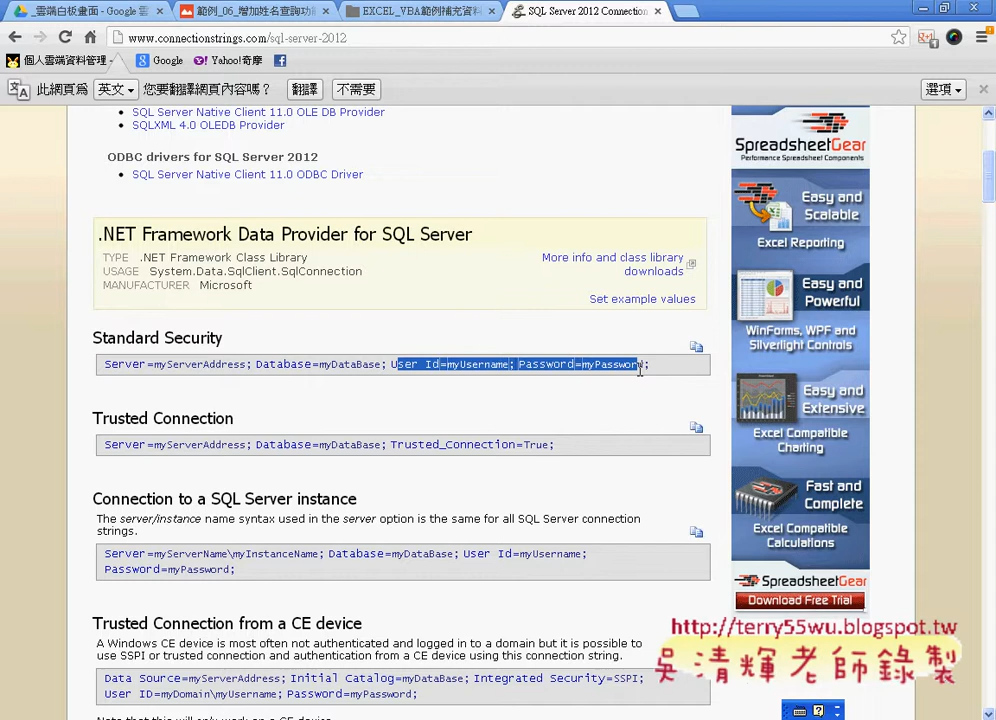 _雲端白板畫面 - Google 雲
範例_06_增加姓名查詢功
EXCEL_VBA範例補充資料
SQL Server 2012 Connection
www.connectionstrings.com/sql-server-2012
個人雲端資料管理
Google
Yahoo!奇摩
此網頁為
英文
您要翻譯網頁內容嗎？
翻譯
不需要
選項
SQL Server Native Client 11.0 OLE DB Provider
SQLXML 4.0 OLEDB Provider
ODBC drivers for SQL Server 2012
SQL Server Native Client 11.0 ODBC Driver
.NET Framework Data Provider for SQL Server
TYPE .NET Framework Class Library
USAGE System.Data.SqlClient.SqlConnection
MANUFACTURER Microsoft
More info and class library
downloads
Set example values
Standard Security
Server=myServerAddress; Database=myDataBase; User Id=myUsername; Password=myPassword;
Trusted Connection
Server=myServerAddress; Database=myDataBase; Trusted_Connection=True;
Connection to a SQL Server instance
The server/instance name syntax used in the server option is the same for all SQL Server connection
strings.
Server=myServerName\myInstanceName; Database=myDataBase; User Id=myUsername;
Password=myPassword;
Trusted Connection from a CE device
A Windows CE device is most often not authenticated and logged in to a domain but it is possible to
use SSPI or trusted connection and authentication from a CE device using this connection string.
Data Source=myServerAddress; Initial Catalog=myDataBase; Integrated Security=SSPI;
User ID=myDomain\myUsername; Password=myPassword;
SpreadsheetGear
Performance Spreadsheet Components
Easy and
Scalable
Excel Reporting
Easy and
Powerful
WinForms, WPF and
Silverlight Controls
Easy and
Extensive
Excel Compatible
Charting
Fast and
Complete
Excel Compatible
Calculations
SpreadsheetGear
Download Free Trial
http://terry55wu.blogspot.tw
吳清輝老師錄製